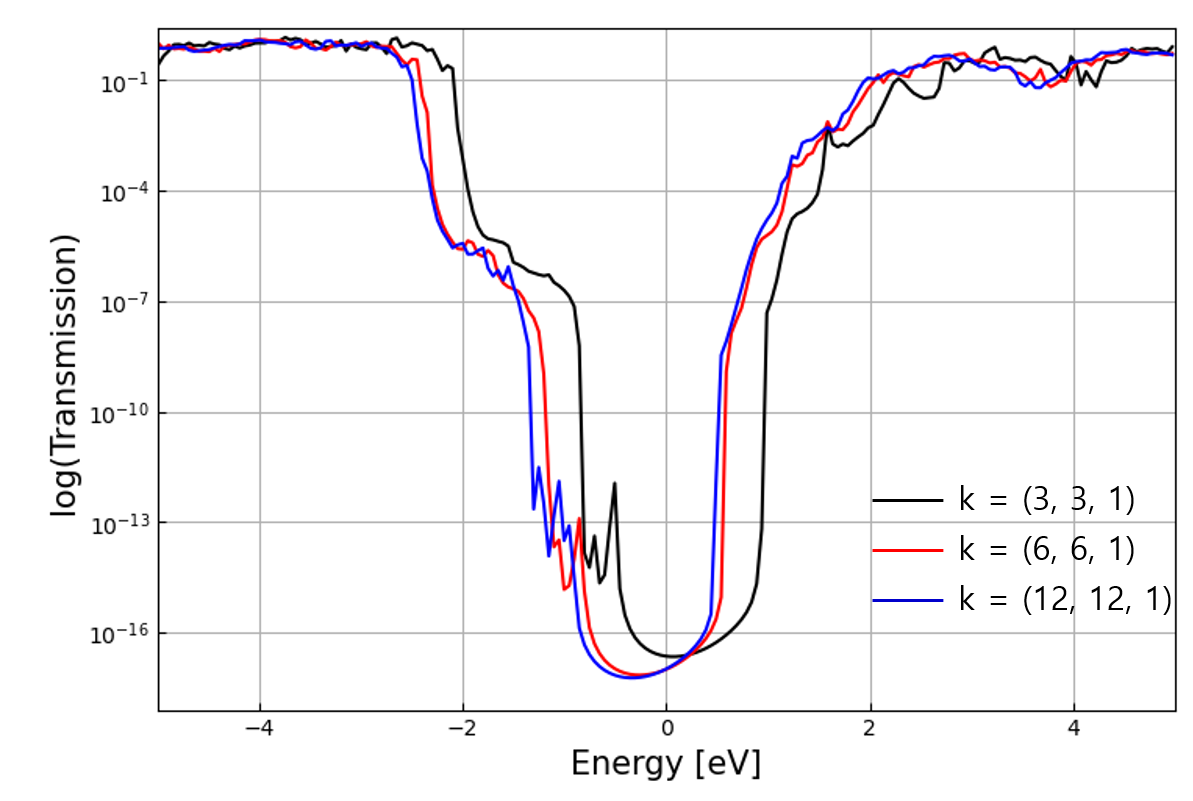 log(Transmission)
10⁻¹
10⁻⁴
10⁻⁷
10⁻¹⁰
10⁻¹³
10⁻¹⁶
k = (3, 3, 1)
k = (6, 6, 1)
k = (12, 12, 1)
−4 −2 0 2 4
Energy [eV]